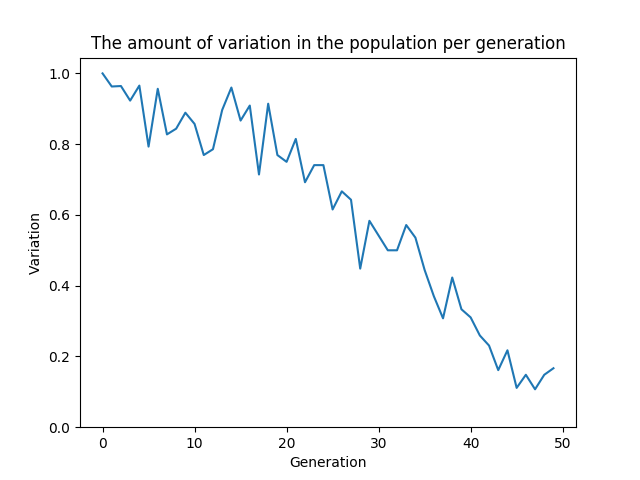 The amount of variation in the population per generation
1.0
0.8
0.6
0.4
0.2
0.0
Variation
0 10 20 30 40 50
Generation